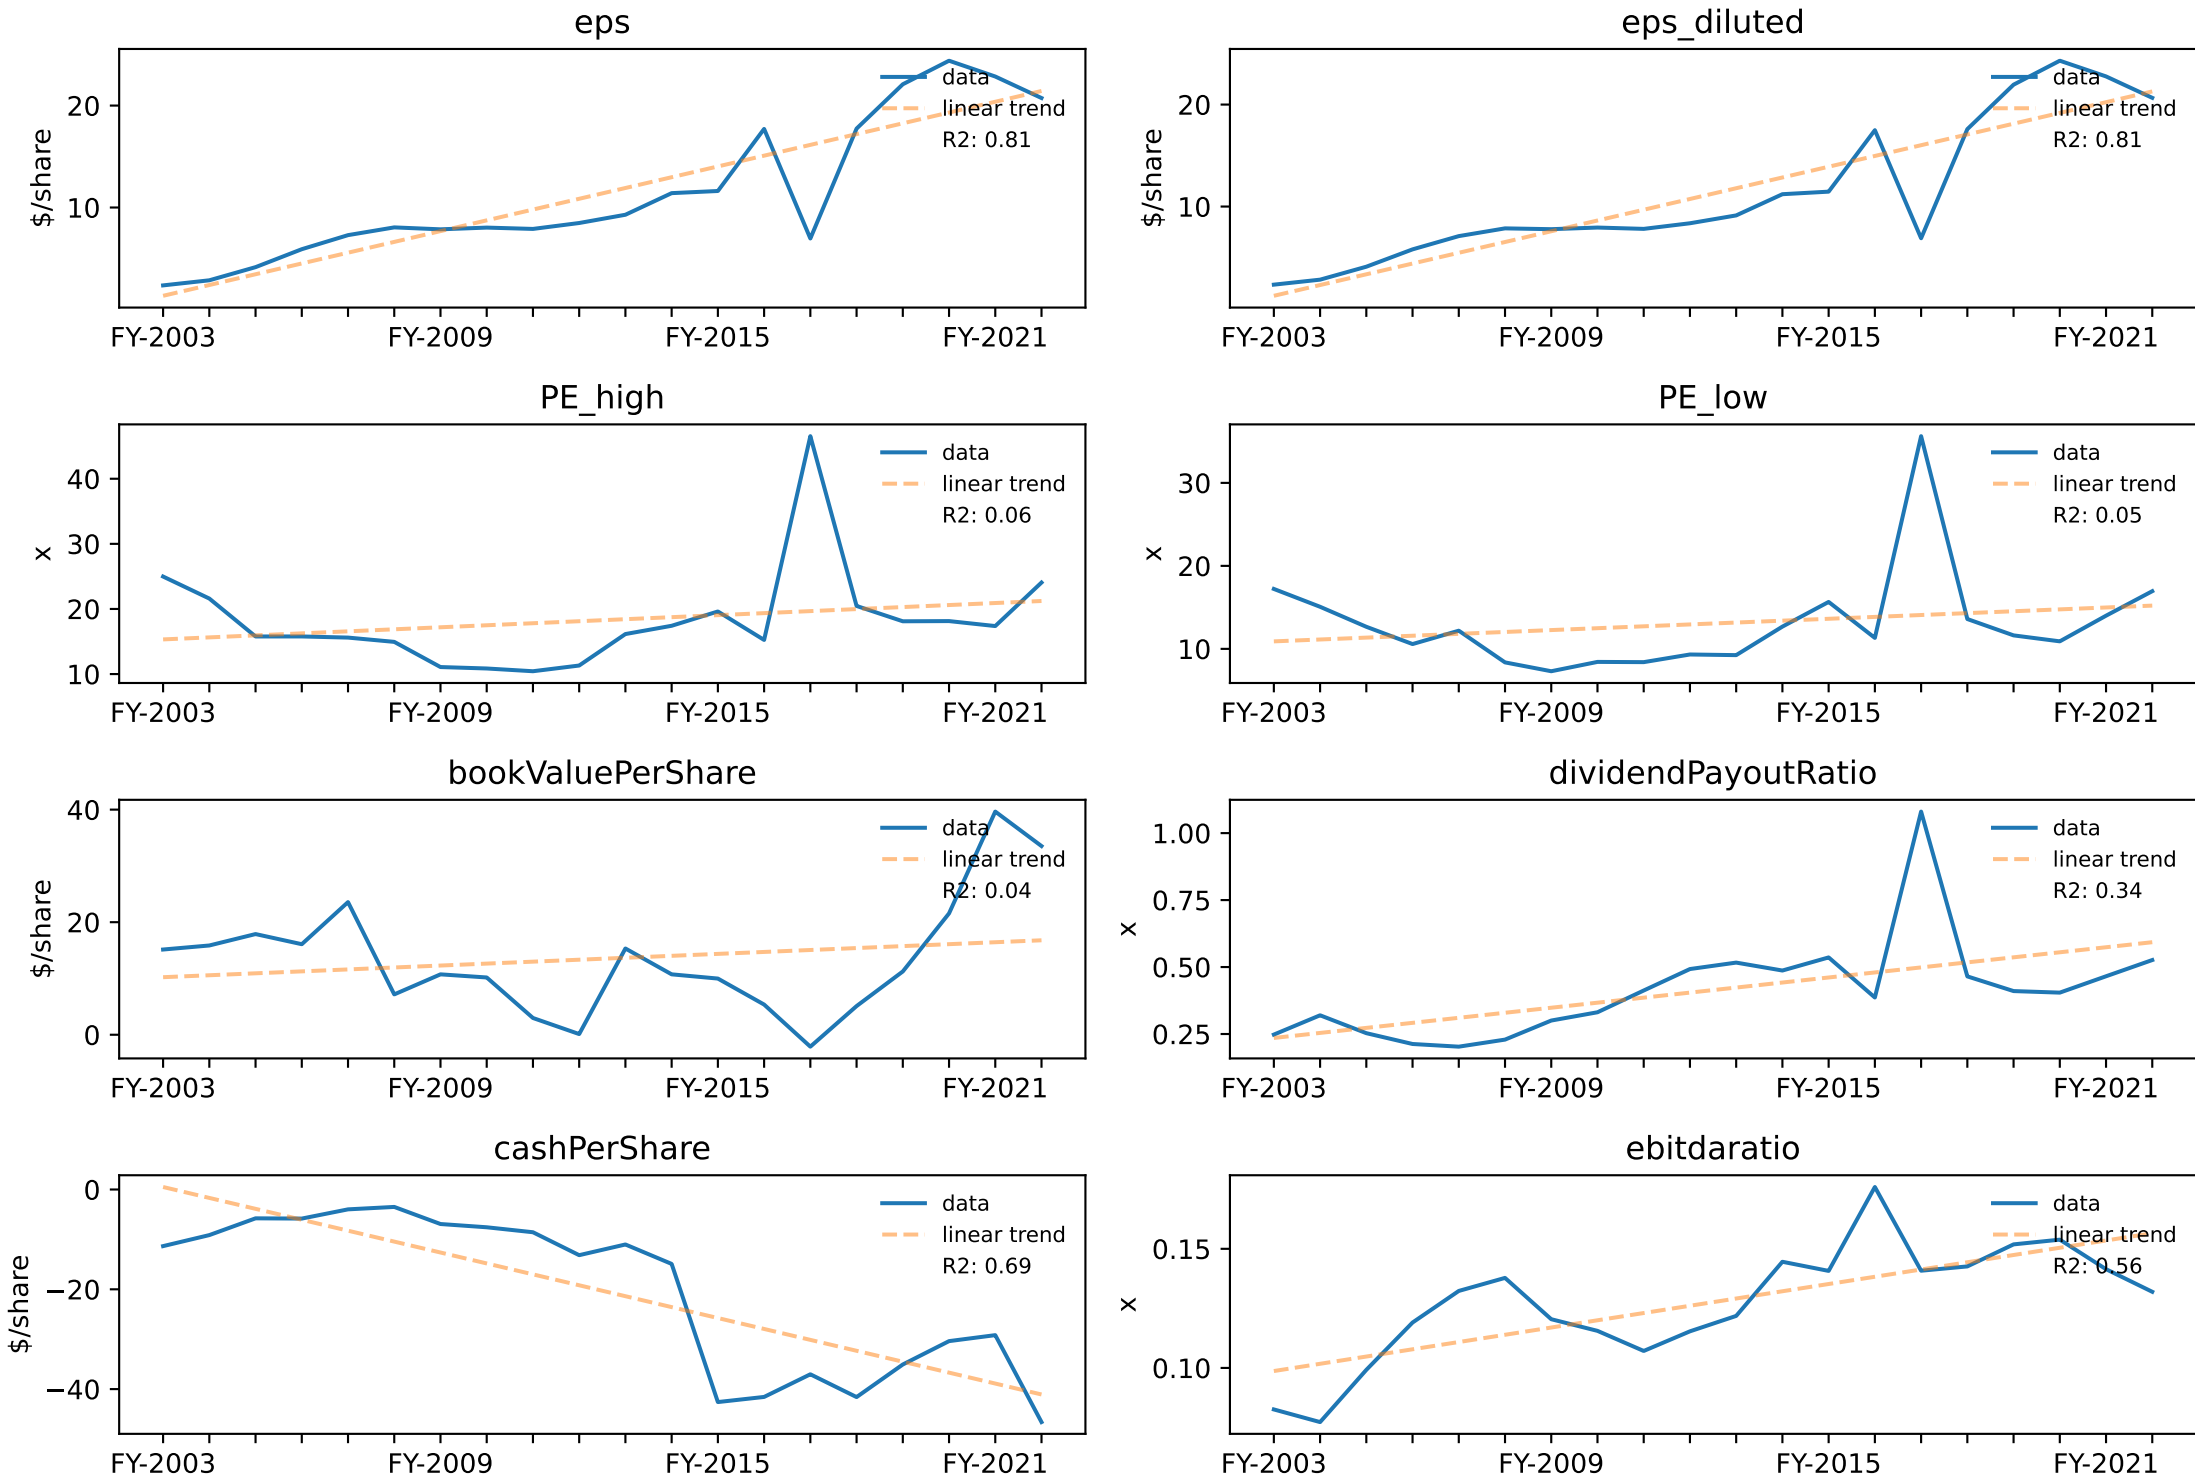 eps
$/share
20
10
data
linear trend
R2: 0.81
FY-2003 FY-2009 FY-2015 FY-2021
eps_diluted
$/share
20
10
data
linear trend
R2: 0.81
FY-2003 FY-2009 FY-2015 FY-2021
PE_high
x
40
30
20
10
data
linear trend
R2: 0.06
FY-2003 FY-2009 FY-2015 FY-2021
PE_low
x
30
20
10
data
linear trend
R2: 0.05
FY-2003 FY-2009 FY-2015 FY-2021
bookValuePerShare
$/share
40
20
0
data
linear trend
R2: 0.04
FY-2003 FY-2009 FY-2015 FY-2021
dividendPayoutRatio
x
1.00
0.75
0.50
0.25
data
linear trend
R2: 0.34
FY-2003 FY-2009 FY-2015 FY-2021
cashPerShare
$/share
0
−20
−40
data
linear trend
R2: 0.69
FY-2003 FY-2009 FY-2015 FY-2021
ebitdaratio
x
0.15
0.10
data
linear trend
R2: 0.56
FY-2003 FY-2009 FY-2015 FY-2021